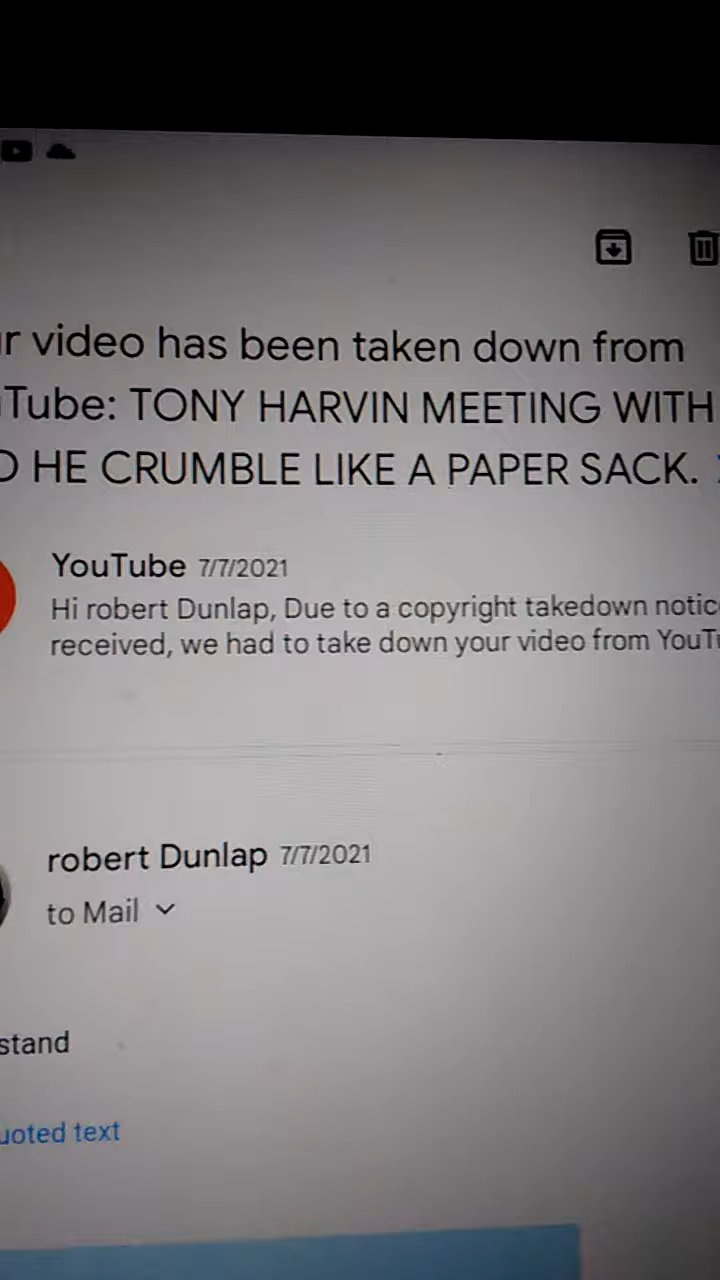 r video has been taken down from
Tube: TONY HARVIN MEETING WITH
HE CRUMBLE LIKE A PAPER SACK.
YouTube 7/7/2021
Hi robert Dunlap, Due to a copyright takedown notic
received, we had to take down your video from YouTu
robert Dunlap 7/7/2021
to Mail
stand
uoted text